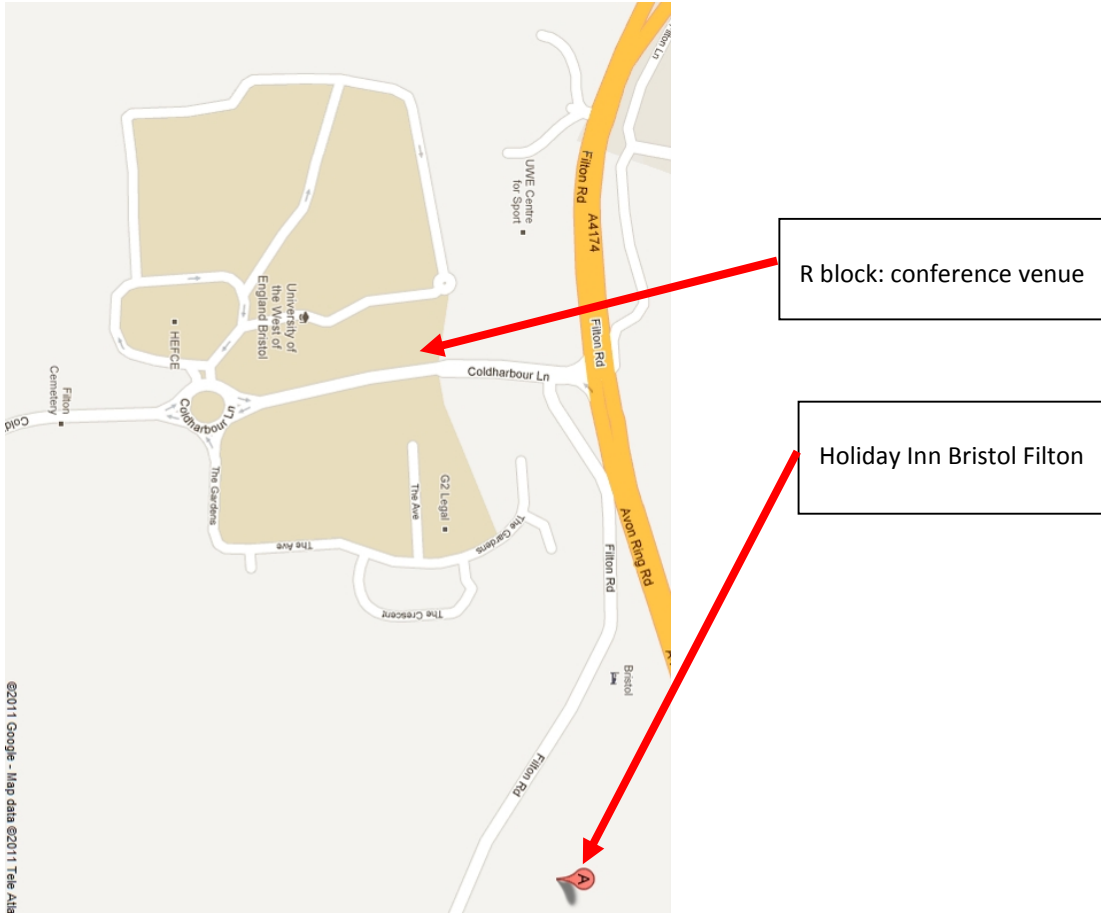 Filton Ln
UWE Centre
for Sport
Filton Rd
A4174
Filton Rd
R block: conference venue
University of
the West of
England Bristol
HEFCE
Coldharbour Ln
Coldharbour Ln
Filton
Cemetery
Cold
The Gardens
The Ave
G2 Legal
The Gardens
The Ave
The Crescent
Filton Rd
Avon Ring Rd
Holiday Inn Bristol Filton
Bristol
Filton Rd
A
©2011 Google - Map data ©2011 Tele Atla